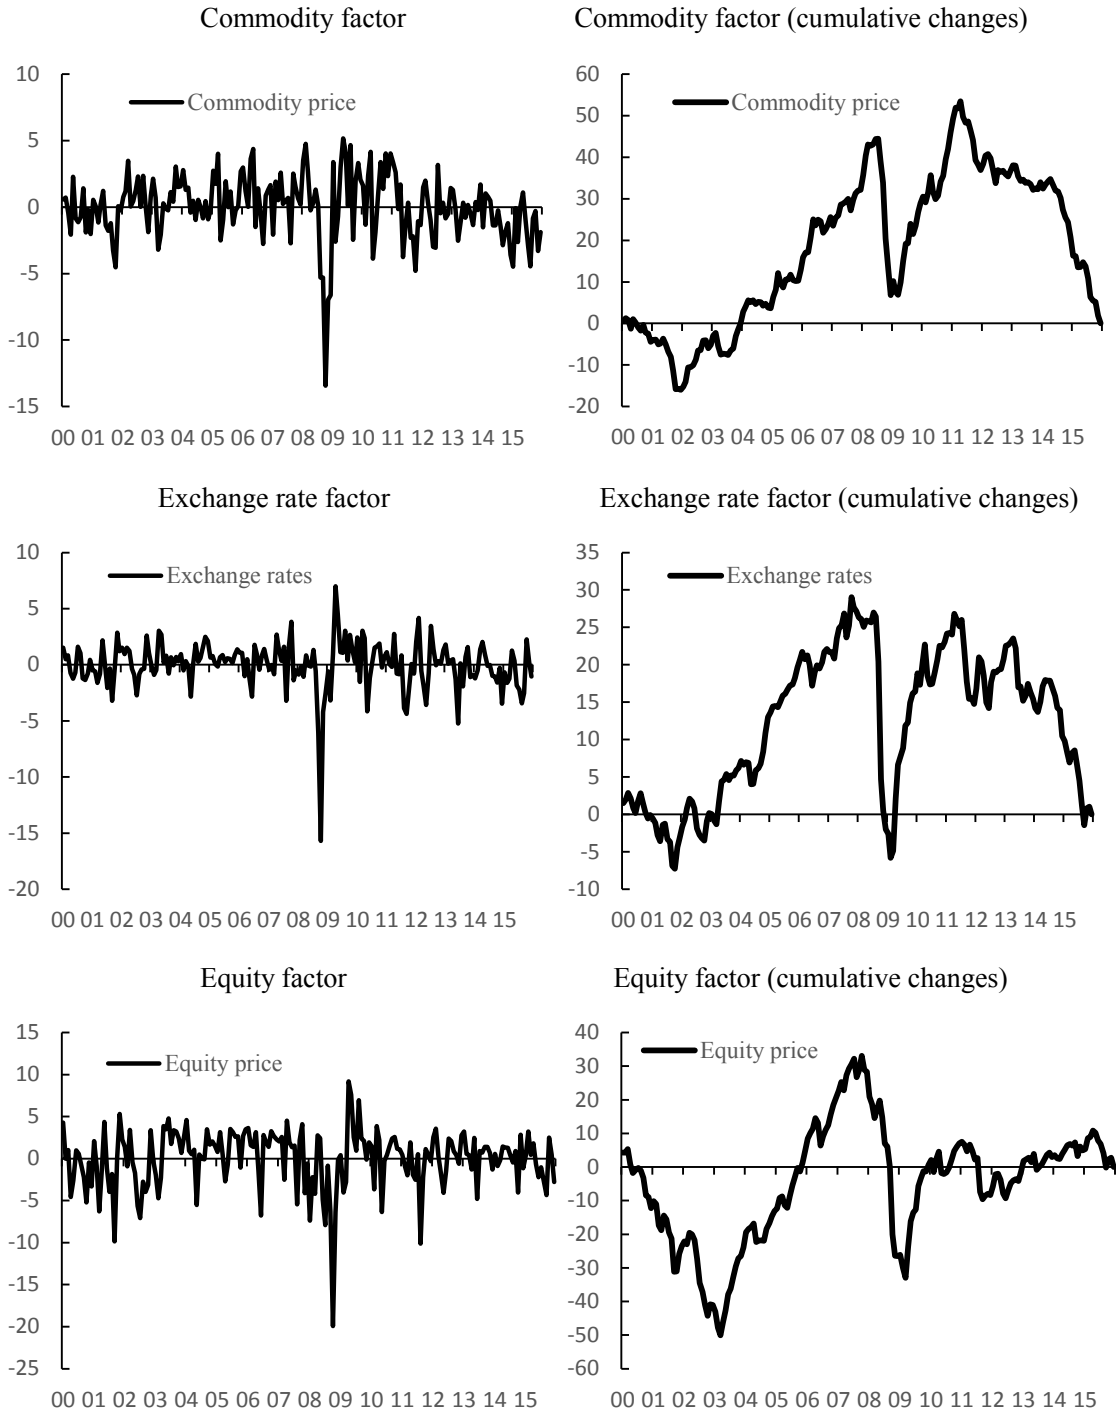 Commodity factor
Commodity factor (cumulative changes)
10
5
0
-5
-10
-15
Commodity price
00 01 02 03 04 05 06 07 08 09 10 11 12 13 14 15
60
50
40
30
20
10
0
-10
-20
Commodity price
00 01 02 03 04 05 06 07 08 09 10 11 12 13 14 15
Exchange rate factor
Exchange rate factor (cumulative changes)
10
5
0
-5
-10
-15
-20
Exchange rates
00 01 02 03 04 05 06 07 08 09 10 11 12 13 14 15
35
30
25
20
15
10
5
0
-5
-10
Exchange rates
00 01 02 03 04 05 06 07 08 09 10 11 12 13 14 15
Equity factor
Equity factor (cumulative changes)
15
10
5
0
-5
-10
-15
-20
-25
Equity price
00 01 02 03 04 05 06 07 08 09 10 11 12 13 14 15
40
30
20
10
0
-10
-20
-30
-40
-50
-60
Equity price
00 01 02 03 04 05 06 07 08 09 10 11 12 13 14 15